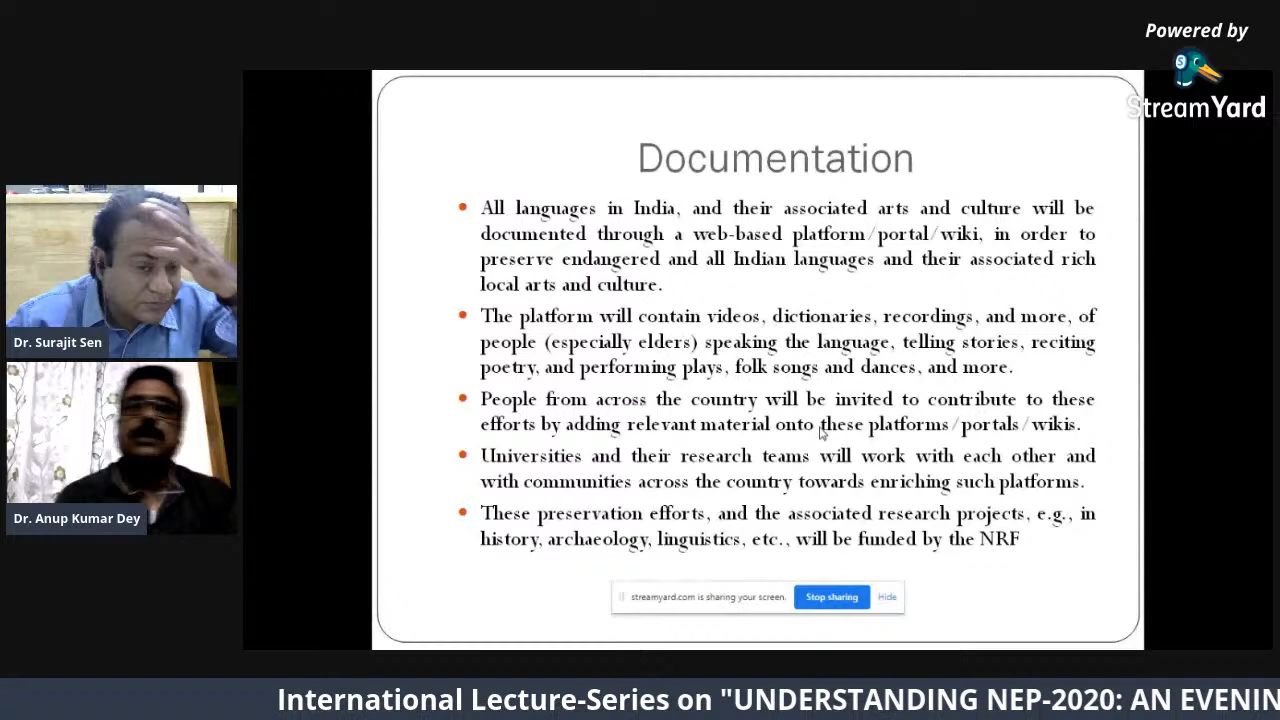 Powered by
StreamYard
Documentation
All languages in India, and their associated arts and culture will be
documented through a web-based platform/portal/wiki, in order to
preserve endangered and all Indian languages and their associated rich
local arts and culture.
The platform will contain videos, dictionaries, recordings, and more, of
people (especially elders) speaking the language, telling stories, reciting
poetry, and performing plays, folk songs and dances, and more.
People from across the country will be invited to contribute to these
efforts by adding relevant material onto these platforms/portals/wikis.
Universities and their research teams will work with each other and
with communities across the country towards enriching such platforms.
These preservation efforts, and the associated research projects, e.g., in
history, archaeology, linguistics, etc., will be funded by the NRF
streamyard.com is sharing your screen. Stop sharing Hide
Dr. Surajit Sen
Dr. Anup Kumar Dey
International Lecture-Series on "UNDERSTANDING NEP-2020: AN EVENIN